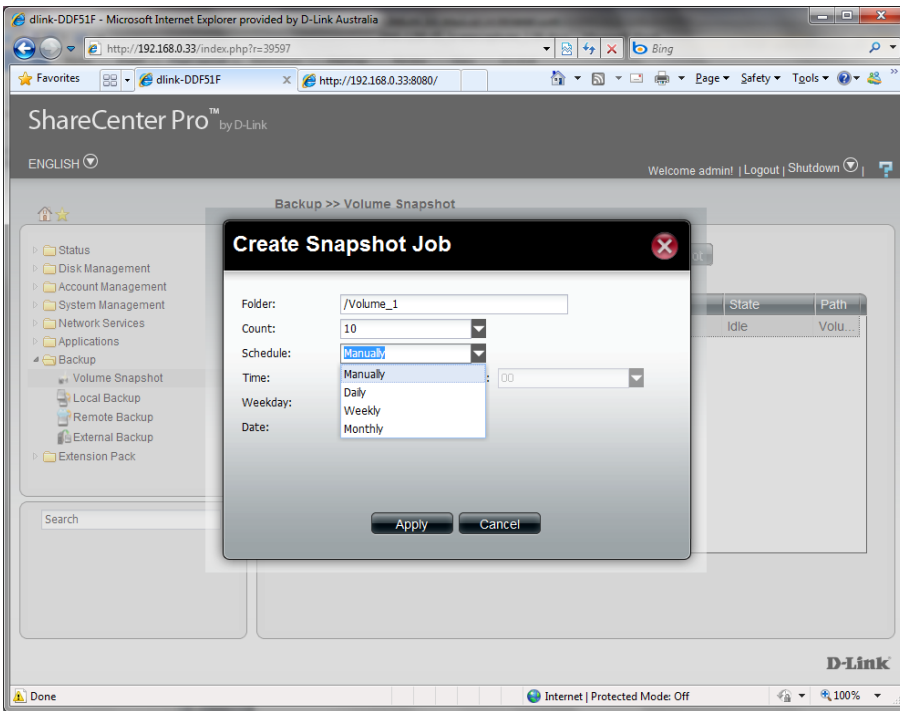 dlink-DDF51F - Microsoft Internet Explorer provided by D-Link Australia
http://192.168.0.33/index.php?r=39597
Bing
Favorites
dlink-DDF51F
http://192.168.0.33:8080/
Page
Safety
Tools
ShareCenter Pro™ by D-Link
ENGLISH
Welcome admin! | Logout | Shutdown |
Backup >> Volume Snapshot
Create Snapshot Job
Status
Disk Management
Account Management
System Management
Network Services
Applications
Backup
Volume Snapshot
Local Backup
Remote Backup
External Backup
Extension Pack
Search
State
Path
Idle
Volu...
Folder:
/Volume_1
Count:
10
Schedule:
Manually
Manually
Daily
Weekly
Monthly
Time:
: 00
Weekday:
Date:
Apply
Cancel
D-Link
Done
Internet | Protected Mode: Off
100%